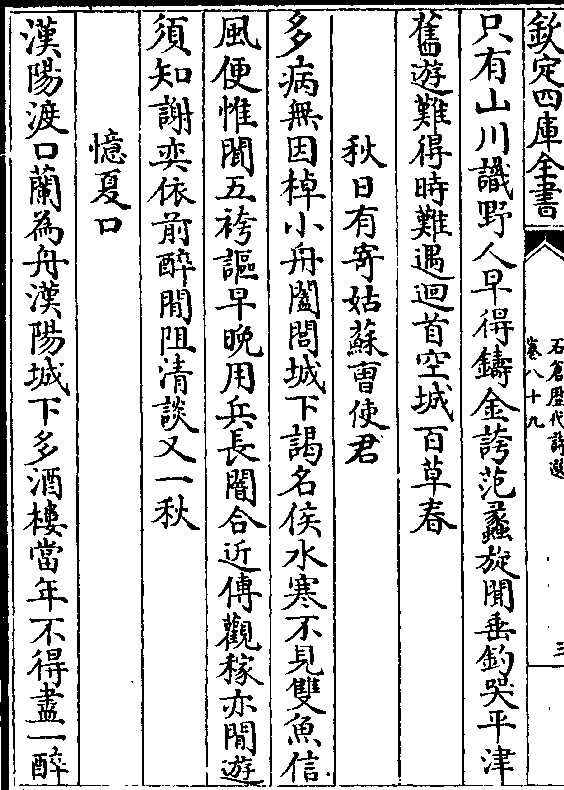 欽定四庫全書
石倉歴代詩選
卷八十九
三
只有山川識野人早得鑄金誇范蠡旋聞垂釣哭平津
舊遊難得時難遇迴首空城百草春
秋日有寄姑蘇曹使君
多病無因棹小舟闔閭城下謁名侯水寒不見雙魚信
風便惟聞五袴謳早晚用兵長闇合近傳觀稼亦閒遊
須知謝奕依前醉閒阻清談又一秋
憶夏口
漢陽渡口蘭為舟漢陽城下多酒樓當年不得盡一醉